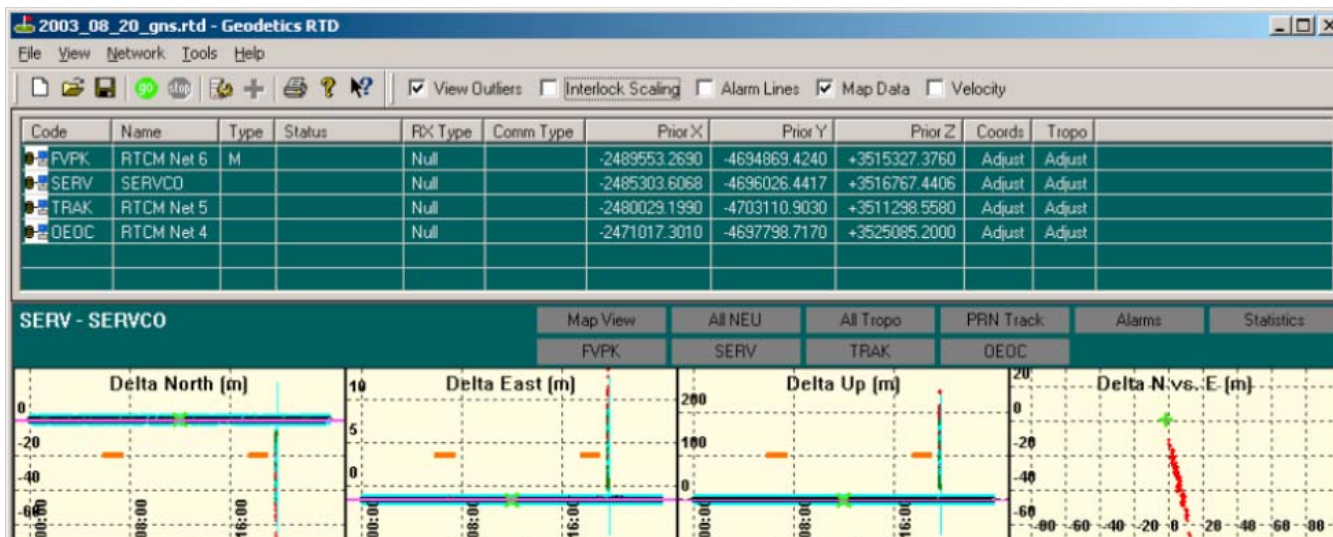 2003_08_20_gns.rtd - Geodetics RTD
File View Network Tools Help
go stop View Outliers Interlock Scaling Alarm Lines Map Data Velocity
Code Name Type Status RX Type Comm Type Prior X Prior Y Prior Z Coords Tropo
FVPK RTCM Net 6 M Null -2489553.2690 -4694869.4240 +3515327.3760 Adjust Adjust
SERV SERVCO Null -2485303.6068 -4696026.4417 +3516767.4406 Adjust Adjust
TRAK RTCM Net 5 Null -2480029.1990 -4703110.9030 +3511298.5580 Adjust Adjust
OEOC RTCM Net 4 Null -2471017.3010 -4697798.7170 +3525085.2000 Adjust Adjust
SERV - SERVCO Map View All NEU All Tropo PRN Track Alarms Statistics
FVPK SERV TRAK OEOC
Delta North (m)
0
-20
-40
-60
00:00 08:00 16:00
Delta East (m)
10
5
0
00:00 08:00 16:00
Delta Up (m)
200
100
0
00:00 08:00 16:00
Delta N vs. E (m)
20
0
-20
-40
-60
-80 -60 -40 -20 0 20 40 60 80